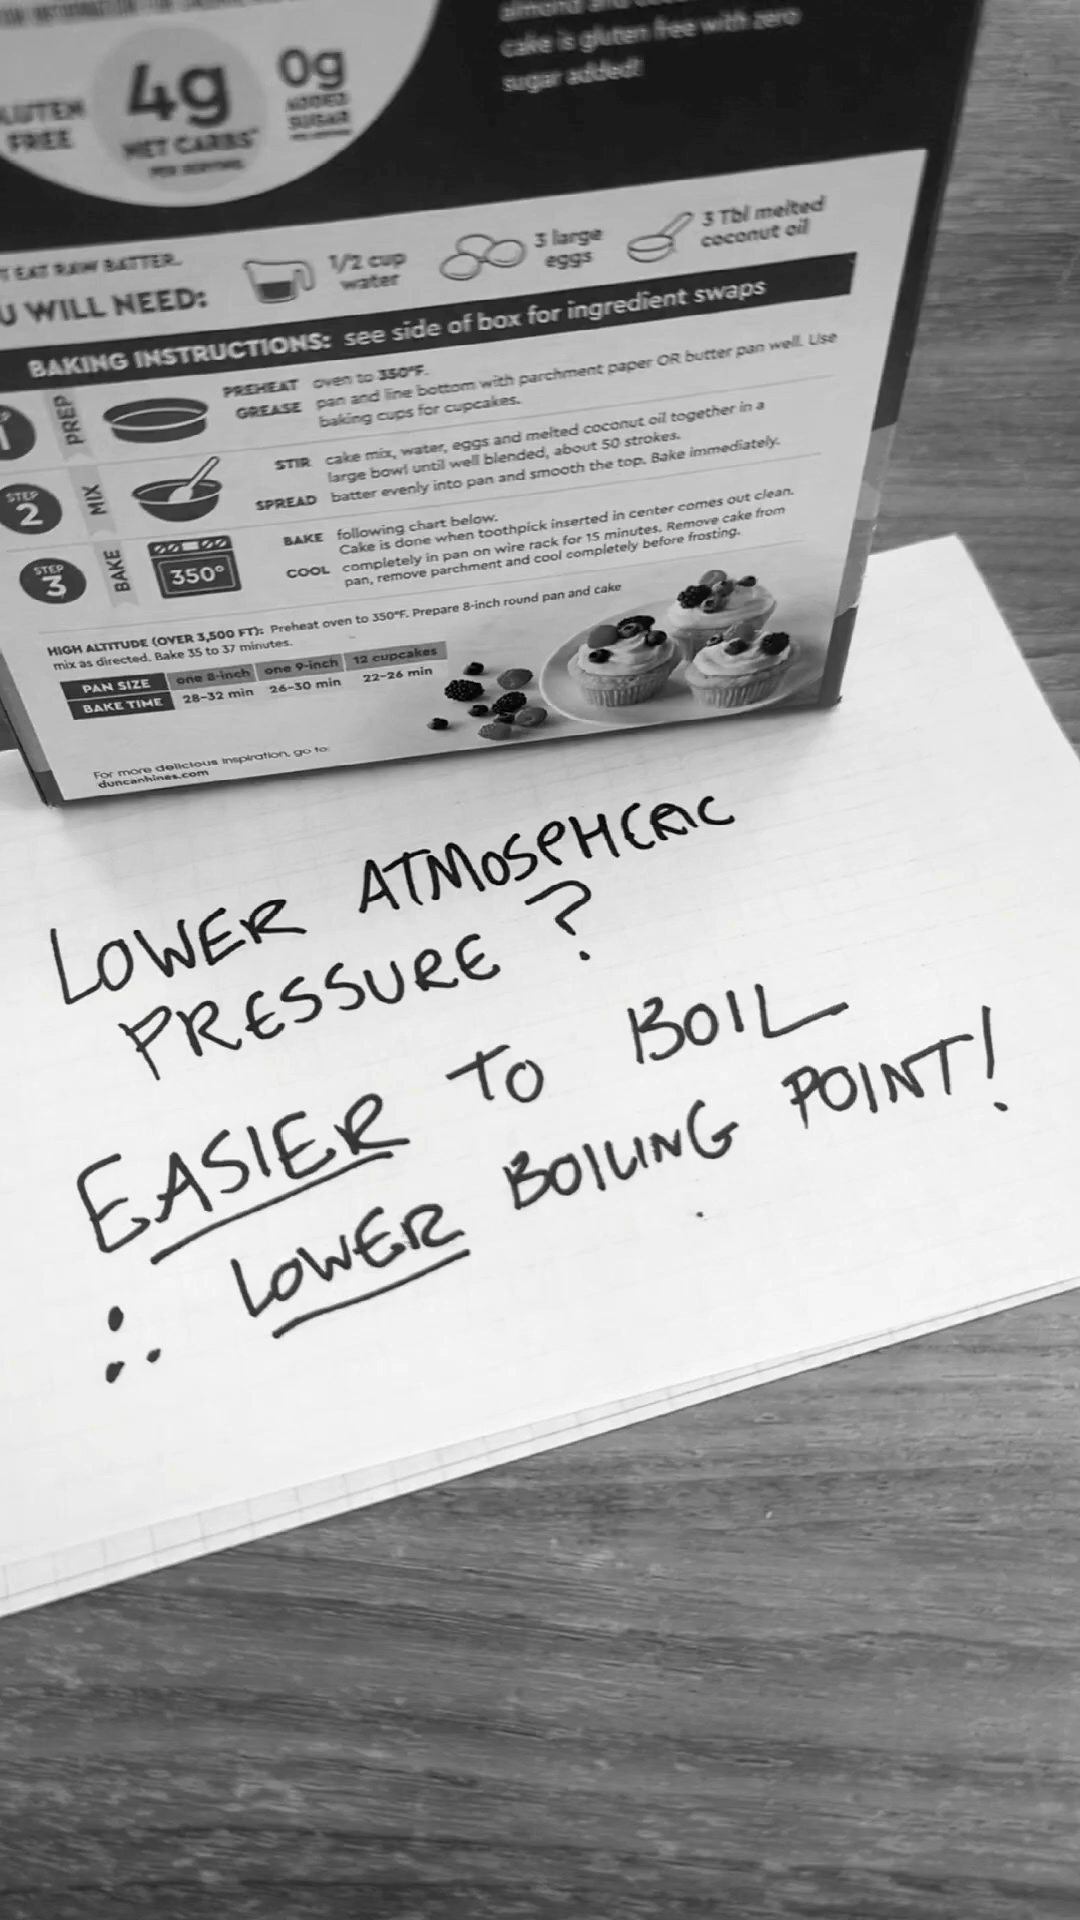 4g
0g
ADDED
SUGAR
FREE
NET CARBS
PER SERVING
cake is gluten free with zero
sugar added!
T EAT RAW BATTER.
U WILL NEED:
1/2 cup
water
3 large
eggs
3 Tbl melted
coconut oil
BAKING INSTRUCTIONS: see side of box for ingredient swaps
1
PREP
PREHEAT oven to 350°F.
GREASE pan and line bottom with parchment paper OR butter pan well. Use
baking cups for cupcakes.
STEP
2
MIX
STIR cake mix, water, eggs and melted coconut oil together in a
large bowl until well blended, about 50 strokes.
SPREAD batter evenly into pan and smooth the top. Bake immediately.
STEP
3
BAKE
350°
BAKE following chart below.
Cake is done when toothpick inserted in center comes out clean.
COOL completely in pan on wire rack for 15 minutes. Remove cake from
pan, remove parchment and cool completely before frosting.
HIGH ALTITUDE (OVER 3,500 FT): Preheat oven to 350°F. Prepare 8-inch round pan and cake
mix as directed. Bake 35 to 37 minutes.
PAN SIZE one 8-inch one 9-inch 12 cupcakes
BAKE TIME 28-32 min 26-30 min 22-26 min
For more delicious inspiration, go to:
duncanhines.com
LOWER ATMOSPHERIC
PRESSURE ?
EASIER TO BOIL
∴ LOWER BOILING POINT!